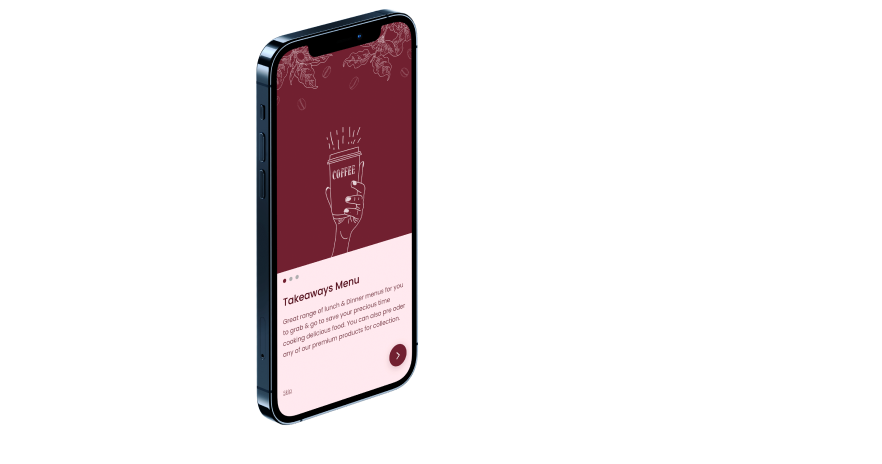 COFFEE
Takeaways Menu
Great range of lunch & Dinner menus for you
to grab & go to save your precious time
cooking delicious food. You can also pre oder
any of our premium products for collection.
Skip